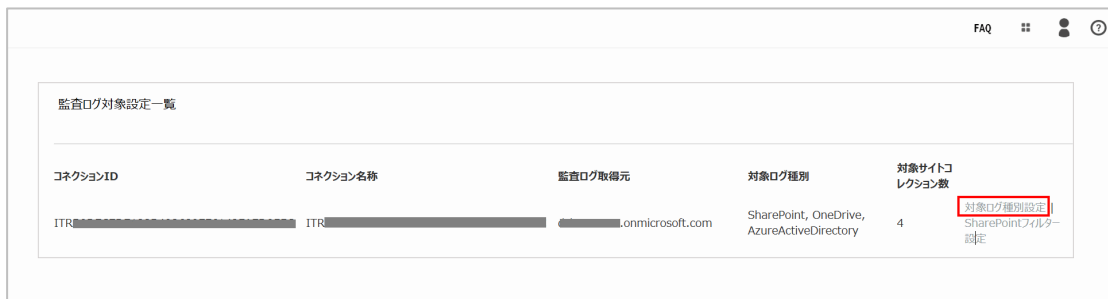 FAQ
監査ログ対象設定一覧
コネクションID コネクション名称 監査ログ取得元 対象ログ種別 対象サイトコ
レクション数
ITR ITR .onmicrosoft.com SharePoint, OneDrive,
AzureActiveDirectory 4 対象ログ種別設定 |
SharePointフィルター
設定